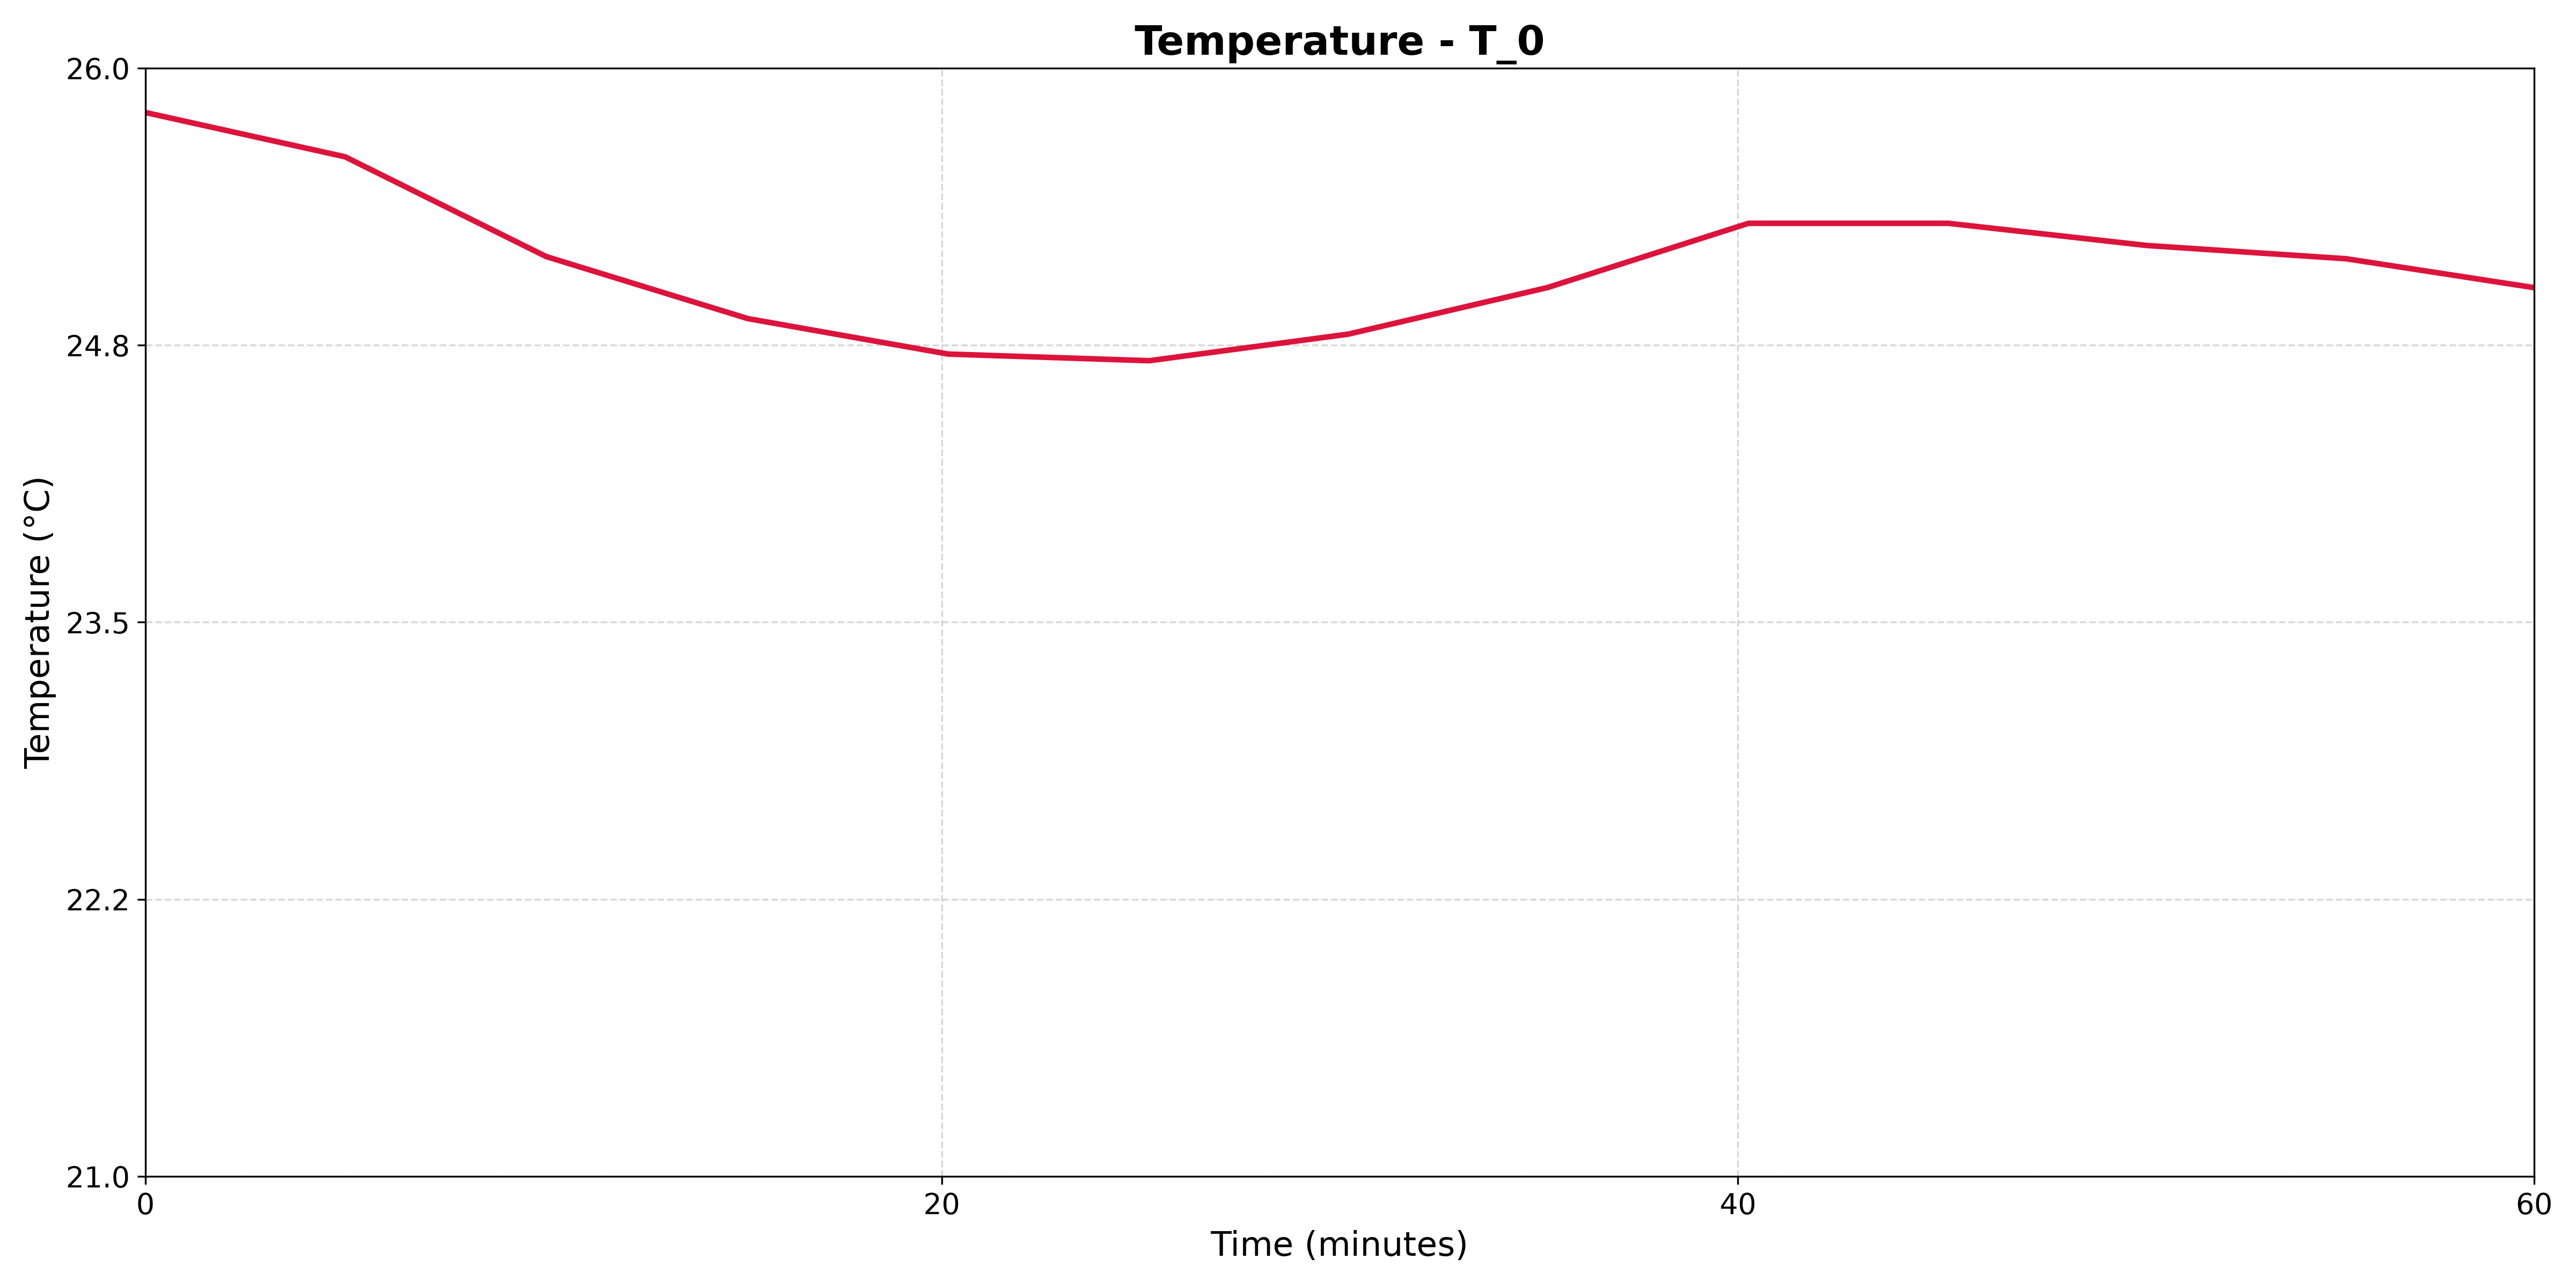 Temperature - T_0
26.0
24.8
23.5
22.2
21.0
Temperature (°C)
0 20 40 60
Time (minutes)